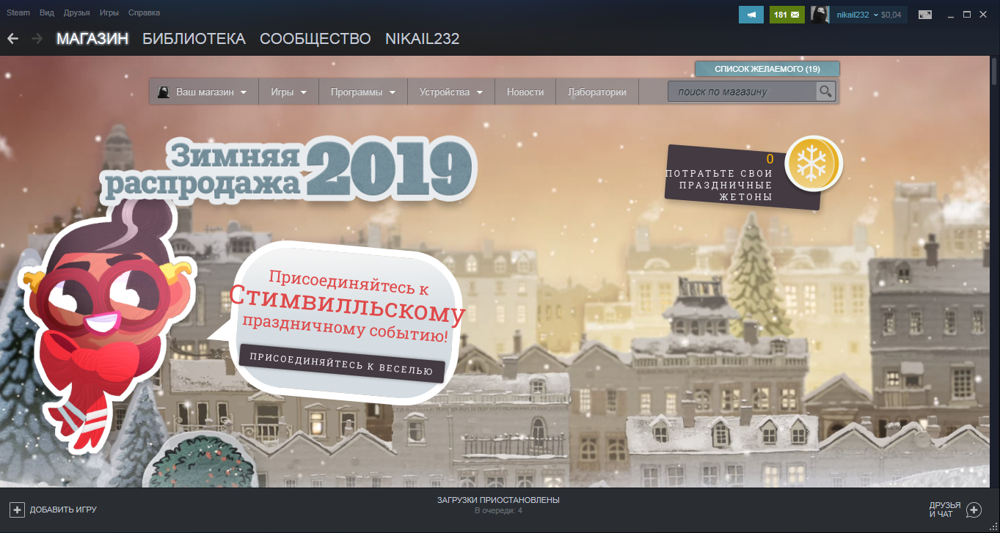 Steam Вид Друзья Игры Справка
181 nikail232 $0,04
МАГАЗИН БИБЛИОТЕКА СООБЩЕСТВО NIKAIL232
СПИСОК ЖЕЛАЕМОГО (19)
Ваш магазин Игры Программы Устройства Новости Лаборатории поиск по магазину
Зимняя
распродажа 2019
0
ПОТРАТЬТЕ СВОИ
ПРАЗДНИЧНЫЕ
ЖЕТОНЫ
Присоединяйтесь к
Стимвилльскому
праздничному событию!
ПРИСОЕДИНЯЙТЕСЬ К ВЕСЕЛЬЮ
ДОБАВИТЬ ИГРУ
ЗАГРУЗКИ ПРИОСТАНОВЛЕНЫ
В очереди: 4
ДРУЗЬЯ
И ЧАТ